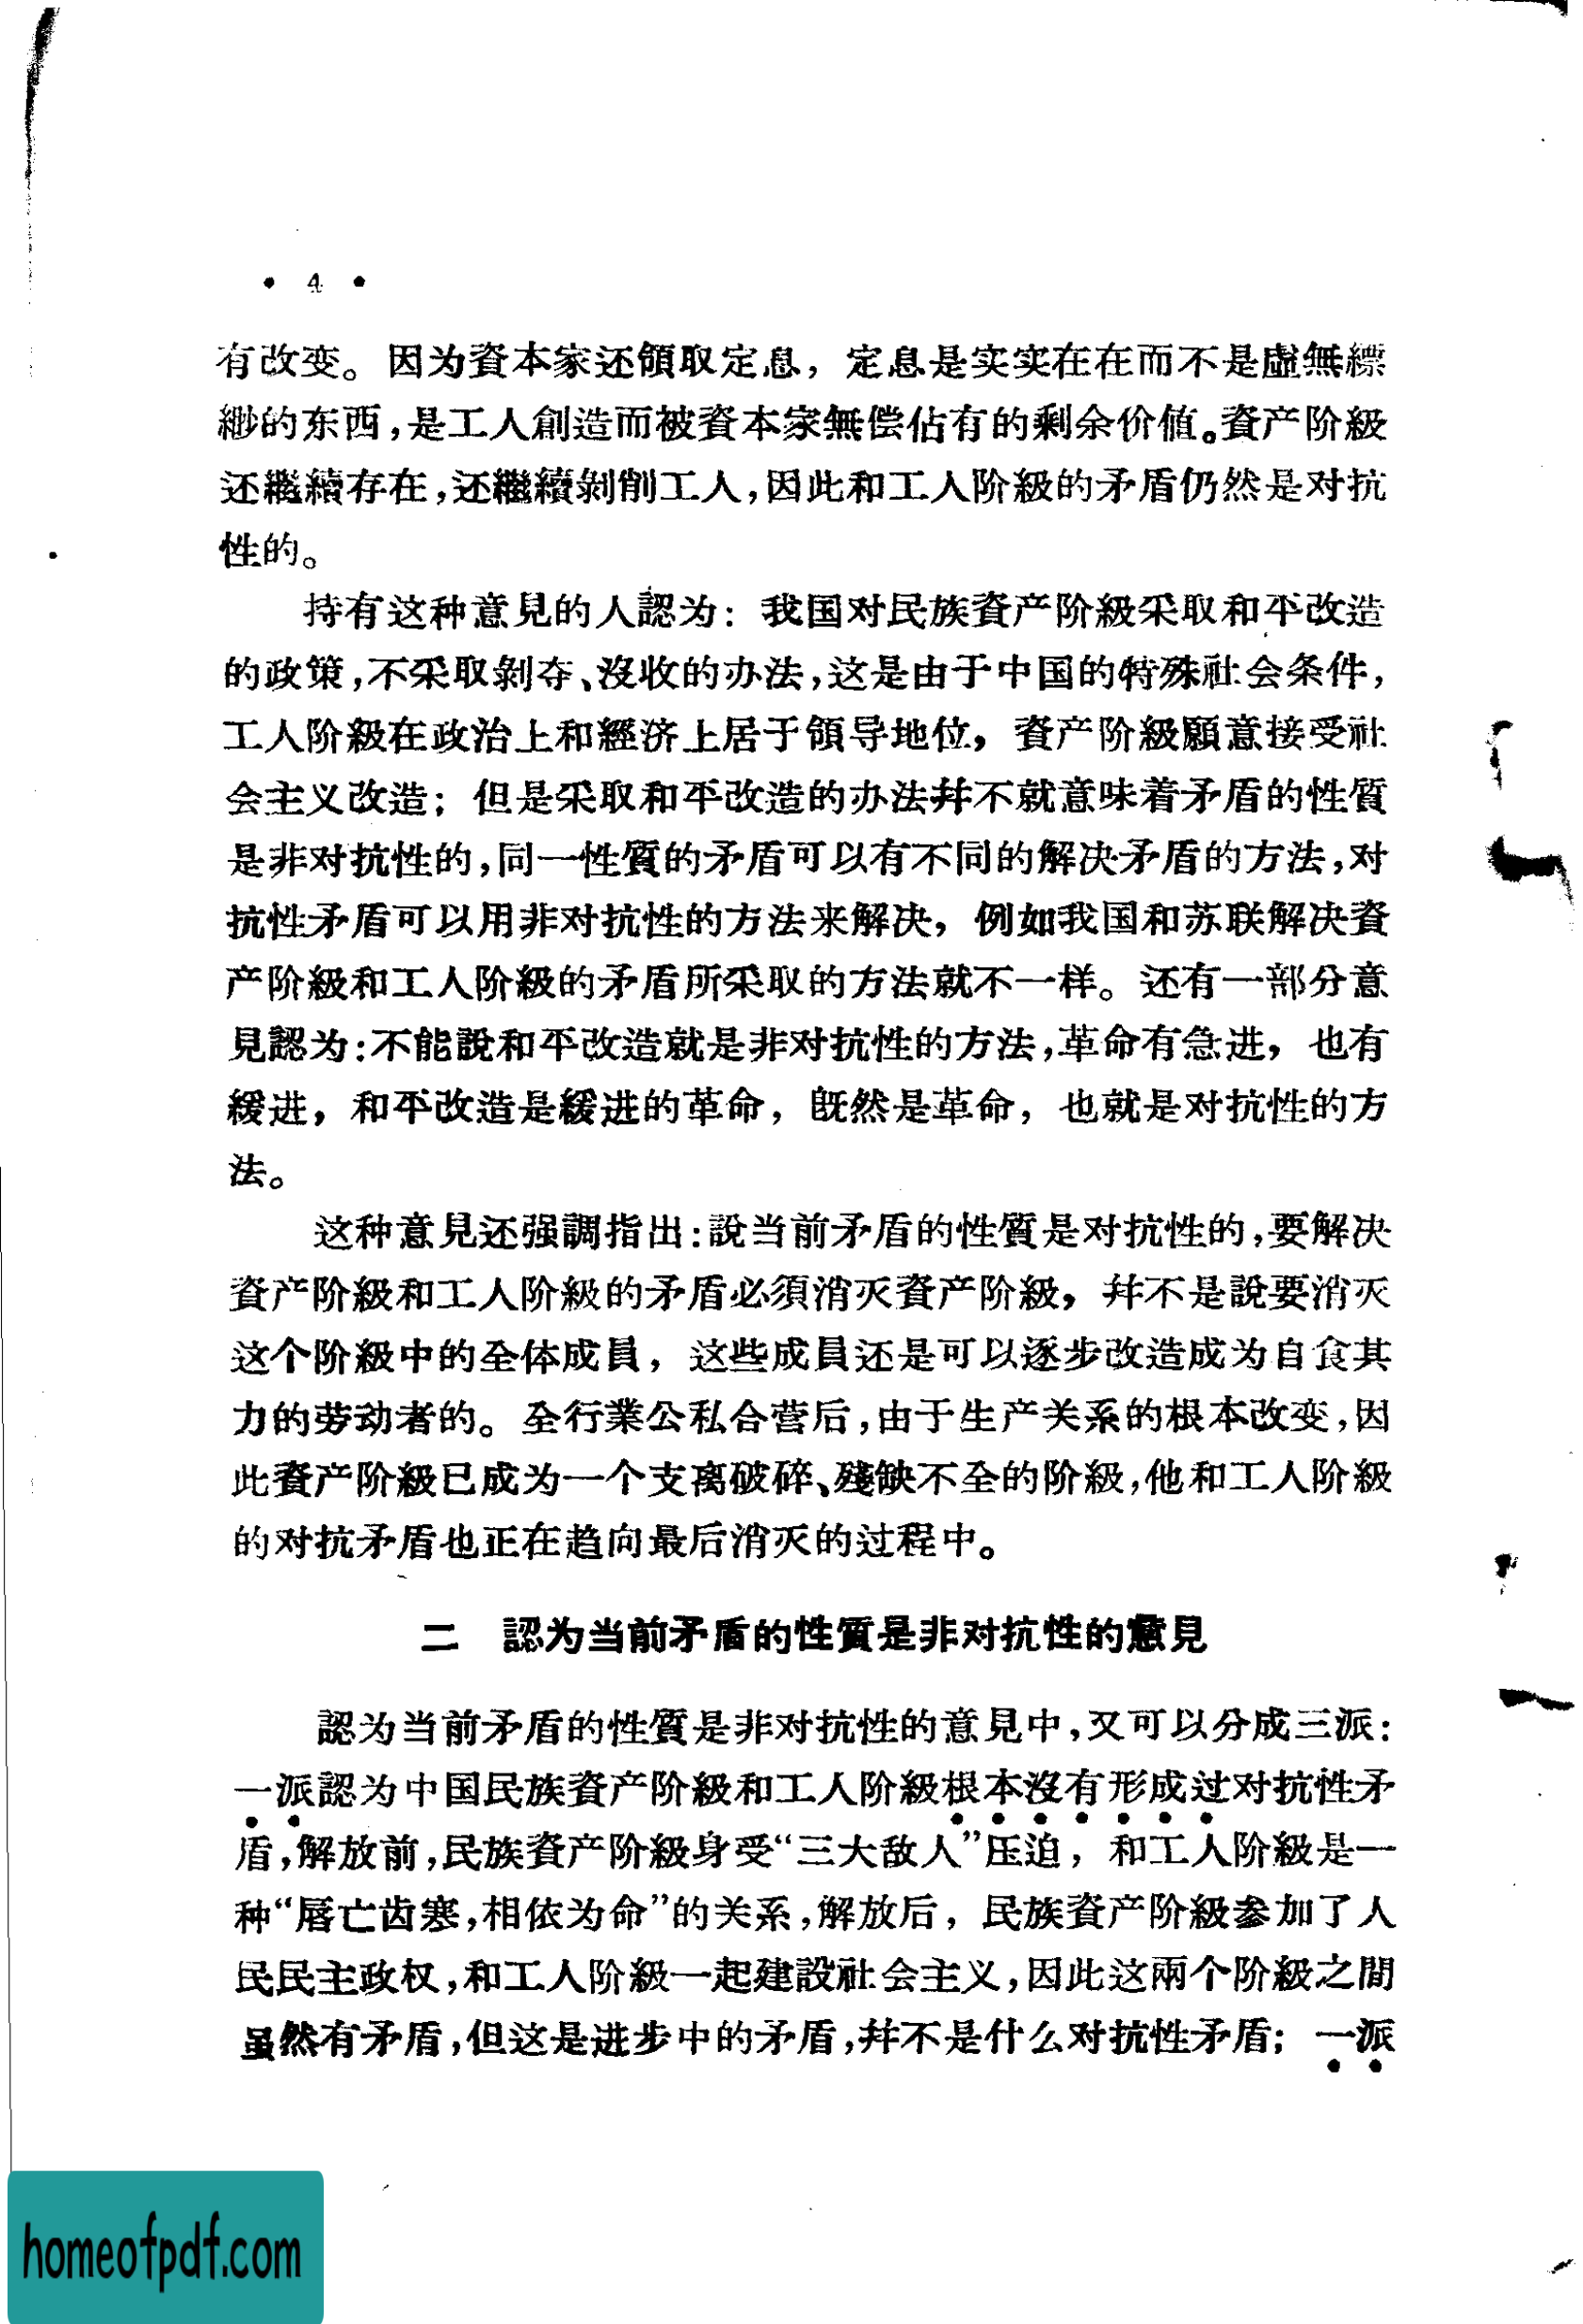 • 4 •
有改变。因为資本家还領取定息，定息是实实在在而不是虛無縹
緲的东西，是工人創造而被資本家無偿佔有的剩余价値。資产阶級
还繼續存在，还繼續剝削工人，因此和工人阶級的矛盾仍然是对抗
性的。
持有这种意見的人認为：我国对民族資产阶級采取和平改造
的政策，不采取剝夺、沒收的办法，这是由于中国的特殊社会条件，
工人阶級在政治上和經济上居于領导地位，資产阶級願意接受社
会主义改造；但是采取和平改造的办法幷不就意味着矛盾的性質
是非对抗性的，同一性質的矛盾可以有不同的解决矛盾的方法，对
抗性矛盾可以用非对抗性的方法来解决，例如我国和苏联解决資
产阶級和工人阶級的矛盾所采取的方法就不一样。还有一部分意
見認为：不能說和平改造就是非对抗性的方法，革命有急进，也有
緩进，和平改造是緩进的革命，旣然是革命，也就是对抗性的方
法。
这种意見还强調指出：說当前矛盾的性質是对抗性的，要解决
資产阶級和工人阶級的矛盾必須消灭資产阶級，幷不是說要消灭
这个阶級中的全体成員，这些成員还是可以逐步改造成为自食其
力的劳动者的。全行業公私合营后，由于生产关系的根本改变，因
此資产阶級已成为一个支离破碎、殘缺不全的阶級，他和工人阶級
的对抗矛盾也正在趋向最后消灭的过程中。
二　認为当前矛盾的性質是非对抗性的意見
認为当前矛盾的性質是非对抗性的意見中，又可以分成三派：
一派認为中国民族資产阶級和工人阶級根本沒有形成过对抗性矛
盾，解放前，民族資产阶級身受“三大敌人”压迫，和工人阶級是一
种“唇亡齿寒，相依为命”的关系，解放后，民族資产阶級参加了人
民民主政权，和工人阶級一起建設社会主义，因此这兩个阶級之間
虽然有矛盾，但这是进步中的矛盾，幷不是什么对抗性矛盾；一派
homeofpdf.com